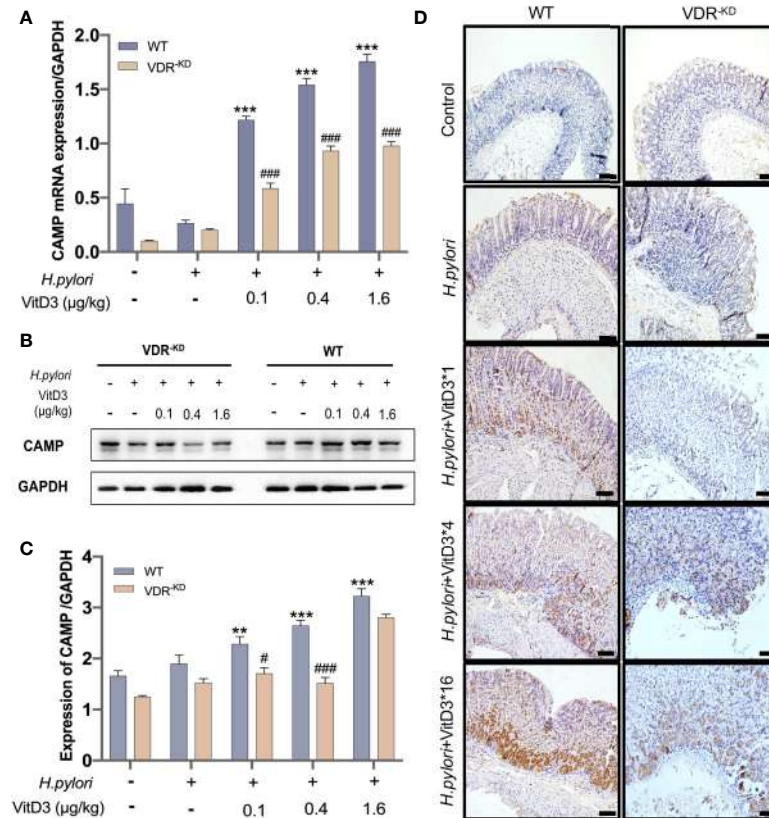 A
CAMP mRNA expression/GAPDH
WT
VDR-KD
2.0
1.5
1.0
0.5
0.0
***
***
***
###
###
###
H.pylori - + + + +
VitD3 (µg/kg) - - 0.1 0.4 1.6
B
VDR-KD WT
H.pylori - + + + + - + + + +
VitD3
(µg/kg) 0.1 0.4 1.6 0.1 0.4 1.6
CAMP
GAPDH
C
Expression of CAMP /GAPDH
WT
VDR-KD
4
3
2
1
0
**
***
***
#
###
H.pylori - + + + +
VitD3 (µg/kg) - - 0.1 0.4 1.6
D
WT VDR-KD
Control
H.pylori
H.pylori+VitD3*1
H.pylori+VitD3*4
H.pylori+VitD3*16